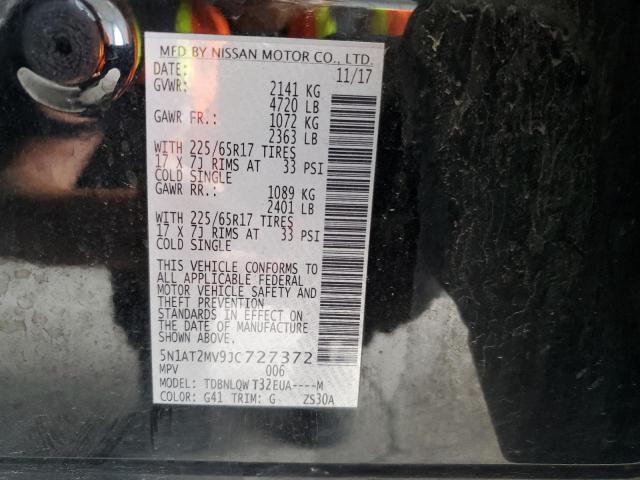 MFD BY NISSAN MOTOR CO., LTD.
DATE: 11/17
GVWR: 2141 KG
4720 LB
GAWR FR.: 1072 KG
2363 LB
WITH 225/65R17 TIRES
17 X 7J RIMS AT 33 PSI
COLD SINGLE
GAWR RR.: 1089 KG
2401 LB
WITH 225/65R17 TIRES
17 X 7J RIMS AT 33 PSI
COLD SINGLE
THIS VEHICLE CONFORMS TO
ALL APPLICABLE FEDERAL
MOTOR VEHICLE SAFETY AND
THEFT PREVENTION
STANDARDS IN EFFECT ON
THE DATE OF MANUFACTURE
SHOWN ABOVE.
5N1AT2MV9JC727372
MPV 006
MODEL: TDBNLQW T32EUA----M
COLOR: G41 TRIM: G ZS30A